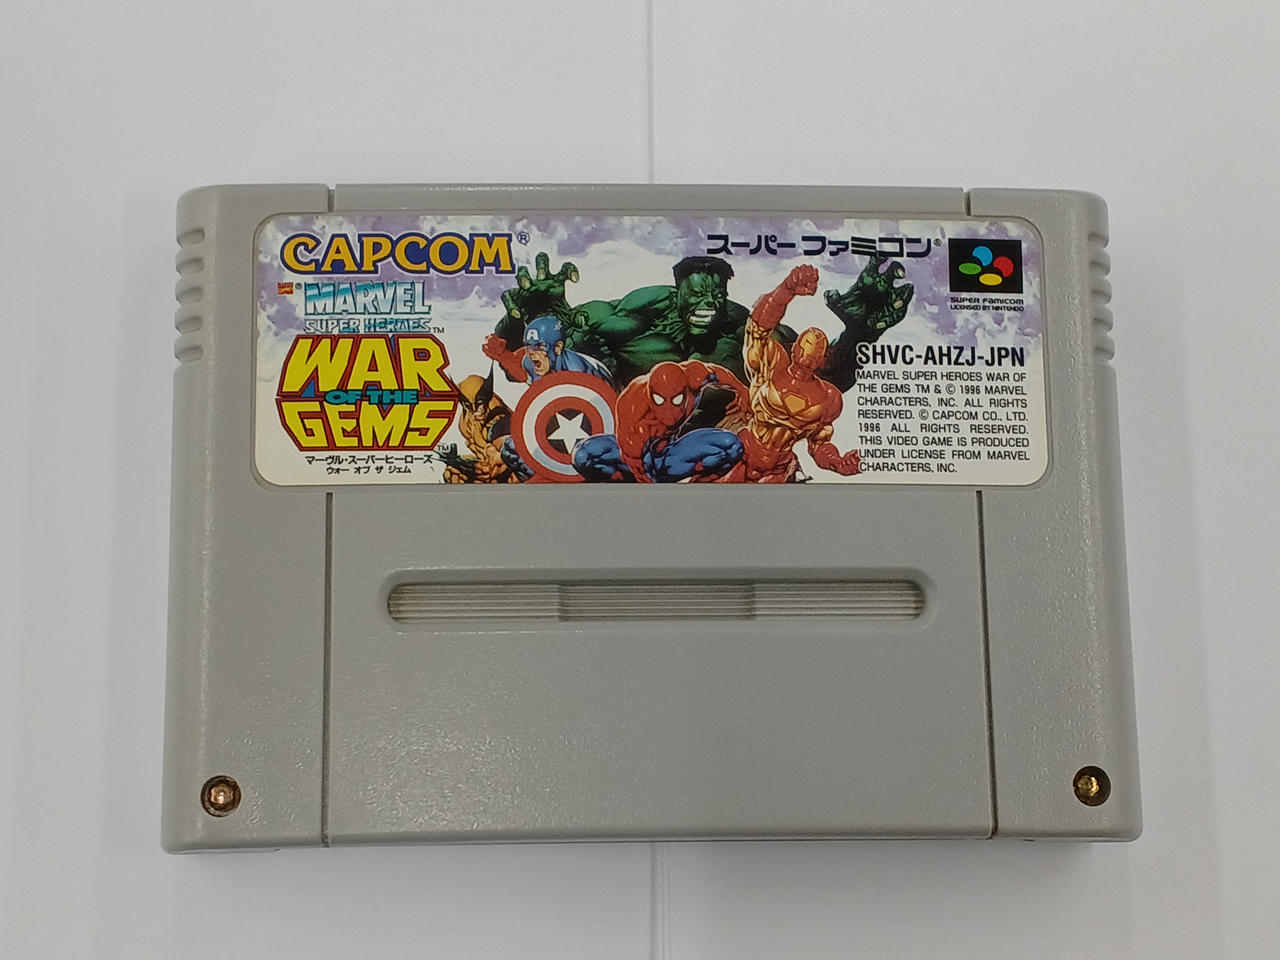 CAPCOM®
スーパーファミコン®
SUPER FAMICOM
LICENSED BY NINTENDO
MARVEL
SUPER HEROES™
WAR
OF THE
GEMS™
マーヴル・スーパーヒーローズ
ウォー オブ ザ ジェム
SHVC-AHZJ-JPN
MARVEL SUPER HEROES WAR OF
THE GEMS TM & © 1996 MARVEL
CHARACTERS, INC. ALL RIGHTS
RESERVED. © CAPCOM CO., LTD.
1996 ALL RIGHTS RESERVED.
THIS VIDEO GAME IS PRODUCED
UNDER LICENSE FROM MARVEL
CHARACTERS, INC.
A